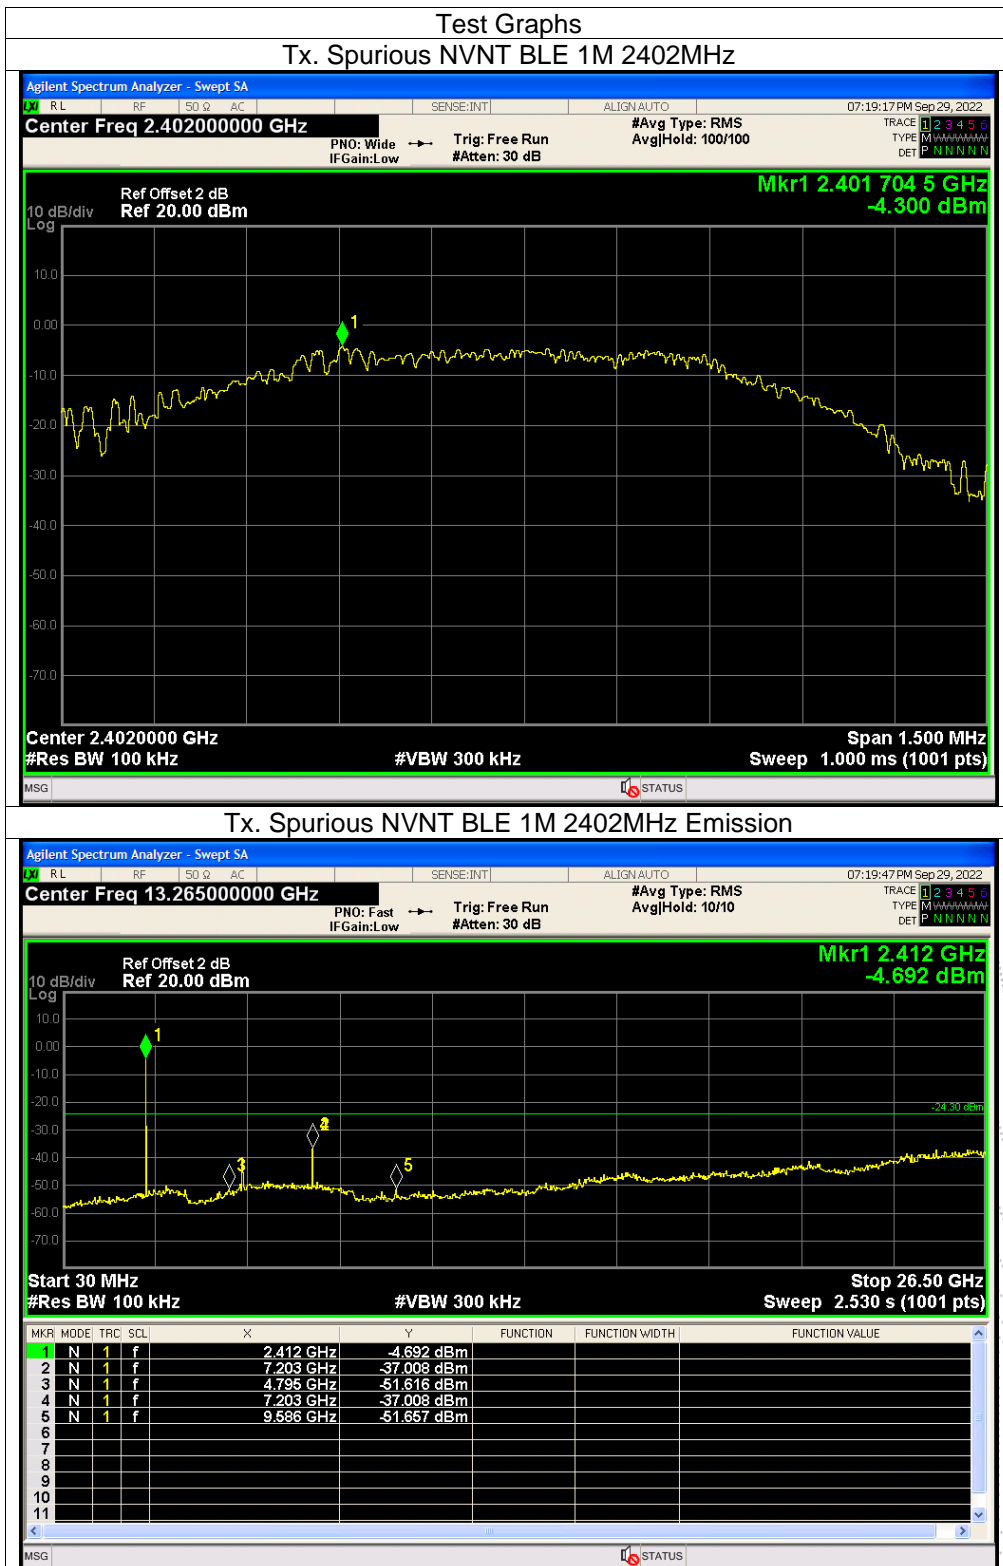 Test Graphs
Tx. Spurious NVNT BLE 1M 2402MHz
Agilent Spectrum Analyzer - Swept SA
LXI RL RF 50 Ω AC SENSE:INT ALIGNAUTO 07:19:17 PM Sep 29, 2022
Center Freq 2.402000000 GHz #Avg Type: RMS TRACE 1 2 3 4 5 6
PNO: Wide Trig: Free Run Avg|Hold: 100/100 TYPE M WWWWW
IFGain:Low #Atten: 30 dB DET P N N N N N
Mkr1 2.401 704 5 GHz
Ref Offset 2 dB
10 dB/div Ref 20.00 dBm -4.300 dBm
Log
10.0
1
0.00
-10.0
-20.0
-30.0
-40.0
-50.0
-60.0
-70.0
Center 2.4020000 GHz Span 1.500 MHz
#Res BW 100 kHz #VBW 300 kHz Sweep 1.000 ms (1001 pts)
MSG STATUS
Tx. Spurious NVNT BLE 1M 2402MHz Emission
Agilent Spectrum Analyzer - Swept SA
LXI RL RF 50 Ω AC SENSE:INT ALIGNAUTO 07:19:47 PM Sep 29, 2022
Center Freq 13.265000000 GHz #Avg Type: RMS TRACE 1 2 3 4 5 6
PNO: Fast Trig: Free Run Avg|Hold: 10/10 TYPE M WWWWW
IFGain:Low #Atten: 30 dB DET P N N N N N
Mkr1 2.412 GHz
Ref Offset 2 dB
10 dB/div Ref 20.00 dBm -4.692 dBm
Log
10.0
1
0.00
-10.0
-20.0
-24.30 dBm
-30.0
-40.0
3 5
-50.0
-60.0
-70.0
Start 30 MHz Stop 26.50 GHz
#Res BW 100 kHz #VBW 300 kHz Sweep 2.530 s (1001 pts)
MKR MODE TRC SCL X Y FUNCTION FUNCTION WIDTH FUNCTION VALUE
1 N 1 f 2.412 GHz -4.692 dBm
2 N 1 f 7.203 GHz -37.008 dBm
3 N 1 f 4.795 GHz -51.616 dBm
4 N 1 f 7.203 GHz -37.008 dBm
5 N 1 f 9.586 GHz -51.657 dBm
6
7
8
9
10
11
MSG STATUS